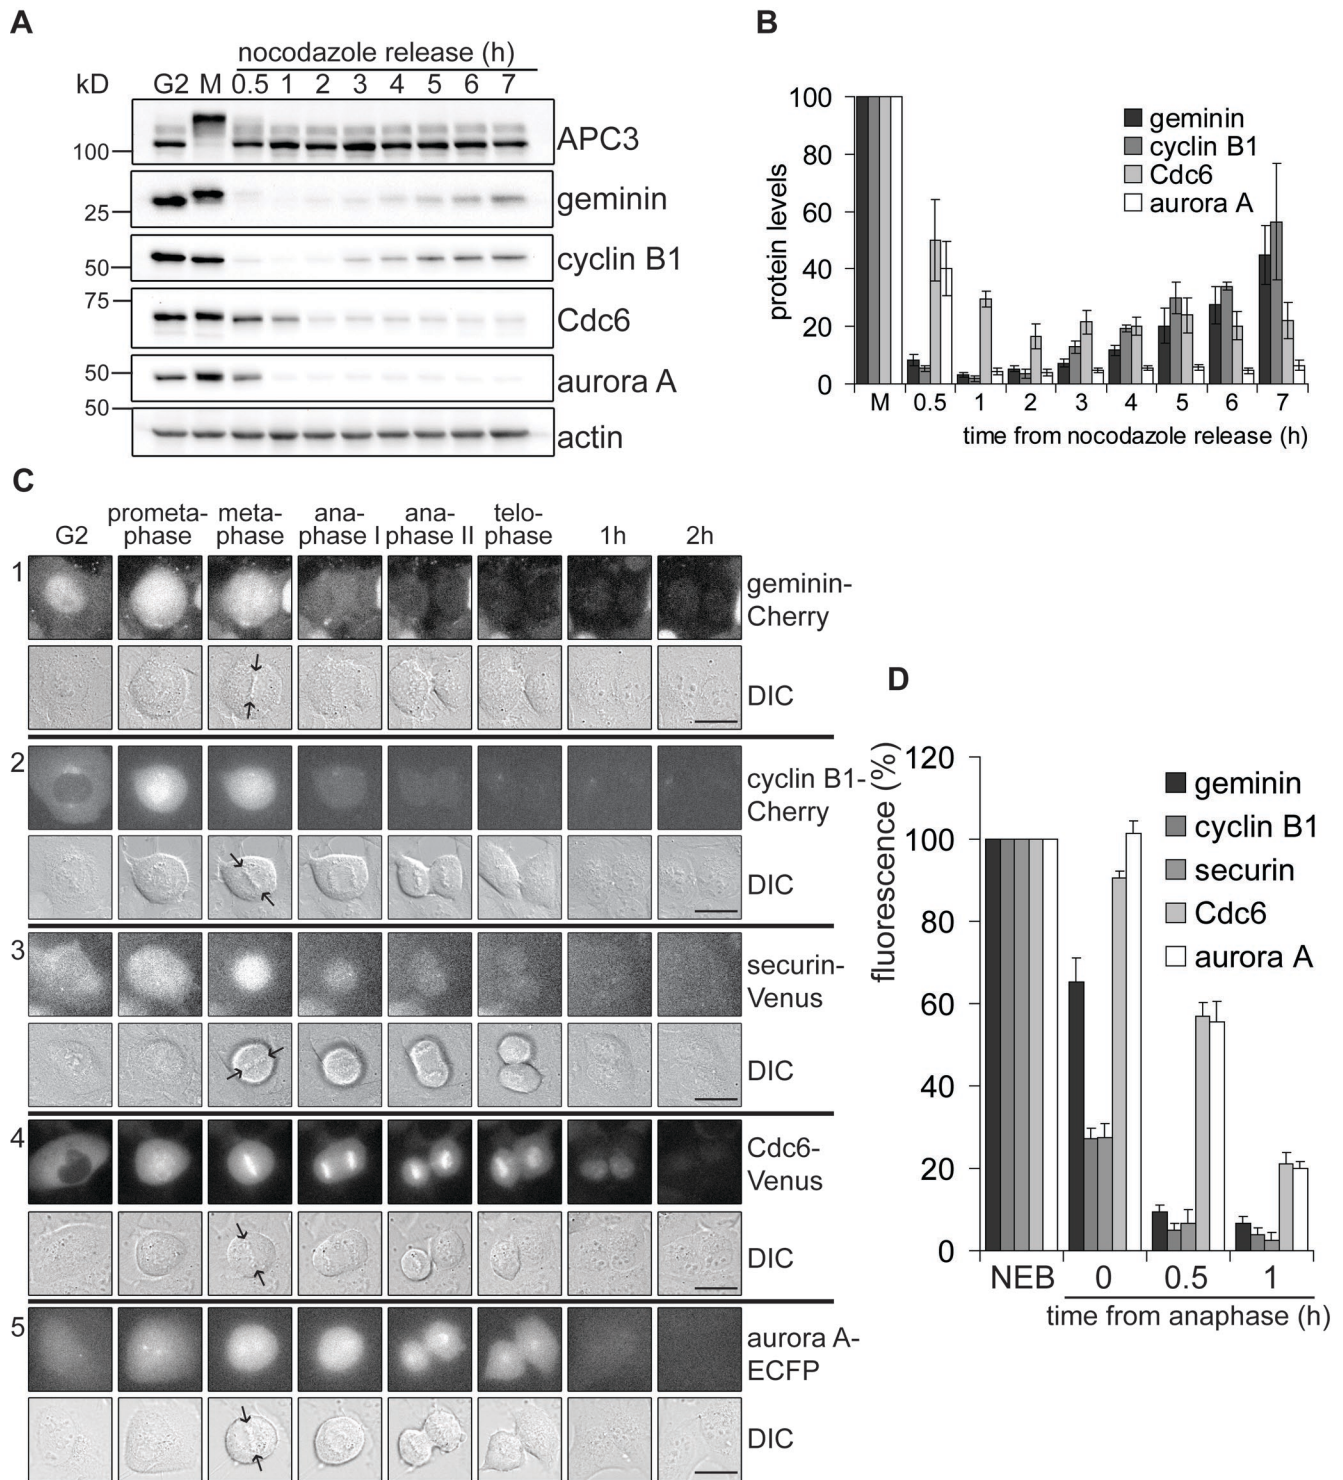 A
nocodazole release (h)
kD G2 M 0.5 1 2 3 4 5 6 7
100 APC3
25 geminin
50 cyclin B1
75
Cdc6
50 aurora A
50
actin
B
protein levels
100
80
60
40
20
0
geminin
cyclin B1
Cdc6
aurora A
M 0.5 1 2 3 4 5 6 7
time from nocodazole release (h)
C
G2 prometa-phase meta-phase ana-phase I ana-phase II telo-phase 1h 2h
1 geminin-
Cherry
DIC
2 cyclin B1-
Cherry
DIC
3 securin-
Venus
DIC
4 Cdc6-
Venus
DIC
5 aurora A-
ECFP
DIC
D
fluorescence (%)
120
100
80
60
40
20
0
geminin
cyclin B1
securin
Cdc6
aurora A
NEB 0 0.5 1
time from anaphase (h)